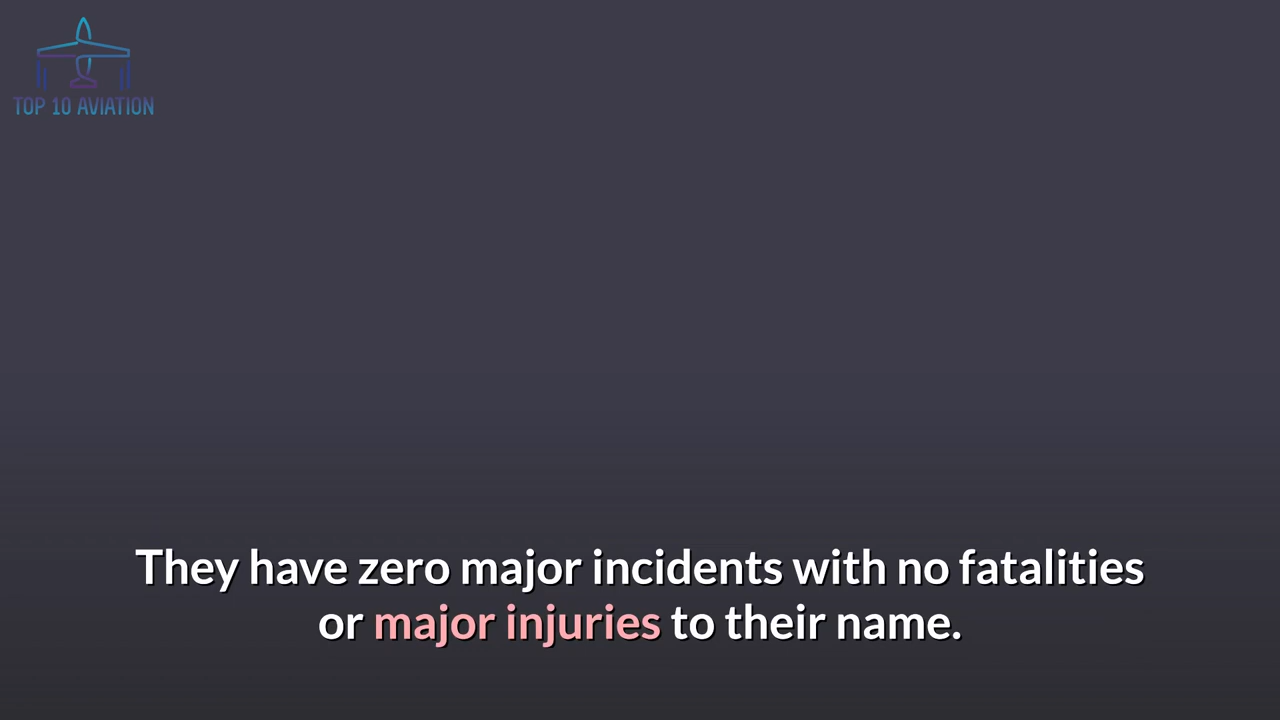 TOP 10 AVIATION
They have zero major incidents with no fatalities
or major injuries to their name.